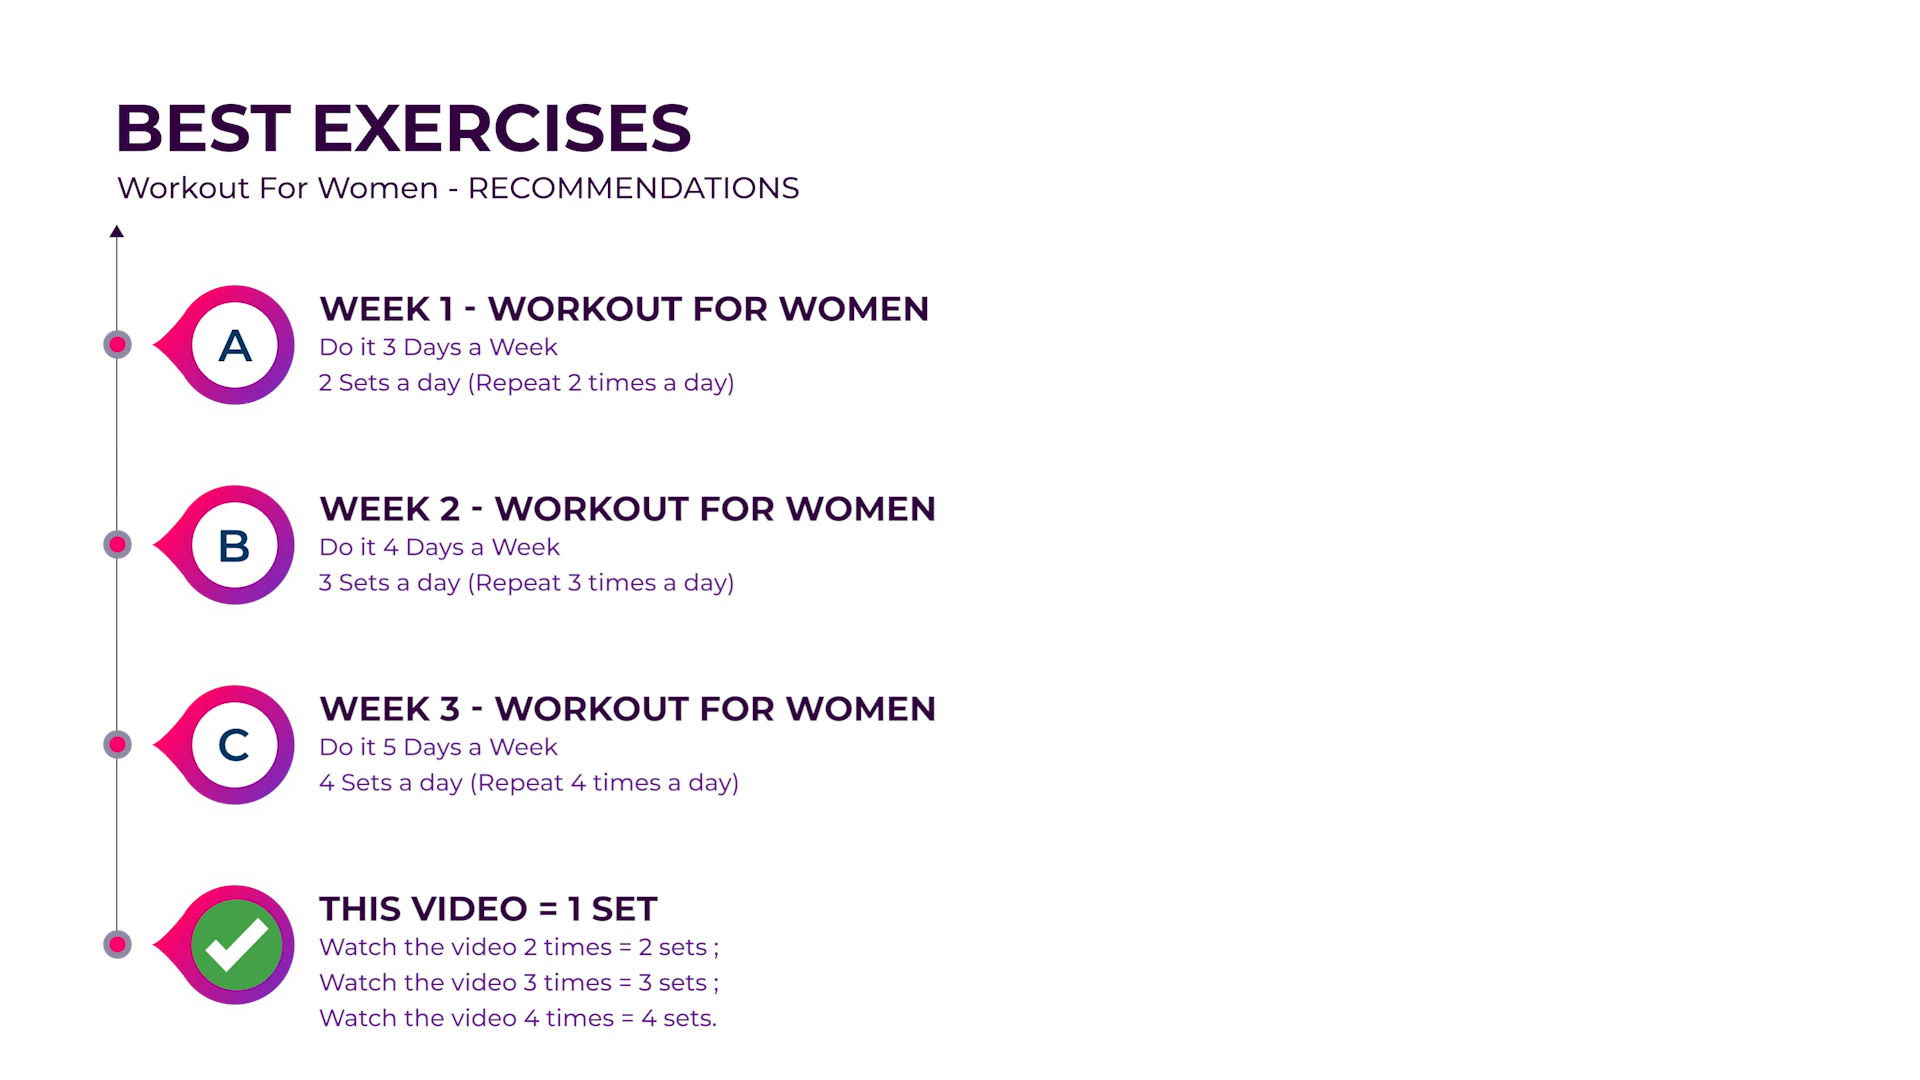 BEST EXERCISES
Workout For Women - RECOMMENDATIONS
A
WEEK 1 - WORKOUT FOR WOMEN
Do it 3 Days a Week
2 Sets a day (Repeat 2 times a day)
B
WEEK 2 - WORKOUT FOR WOMEN
Do it 4 Days a Week
3 Sets a day (Repeat 3 times a day)
C
WEEK 3 - WORKOUT FOR WOMEN
Do it 5 Days a Week
4 Sets a day (Repeat 4 times a day)
THIS VIDEO = 1 SET
Watch the video 2 times = 2 sets ;
Watch the video 3 times = 3 sets ;
Watch the video 4 times = 4 sets.